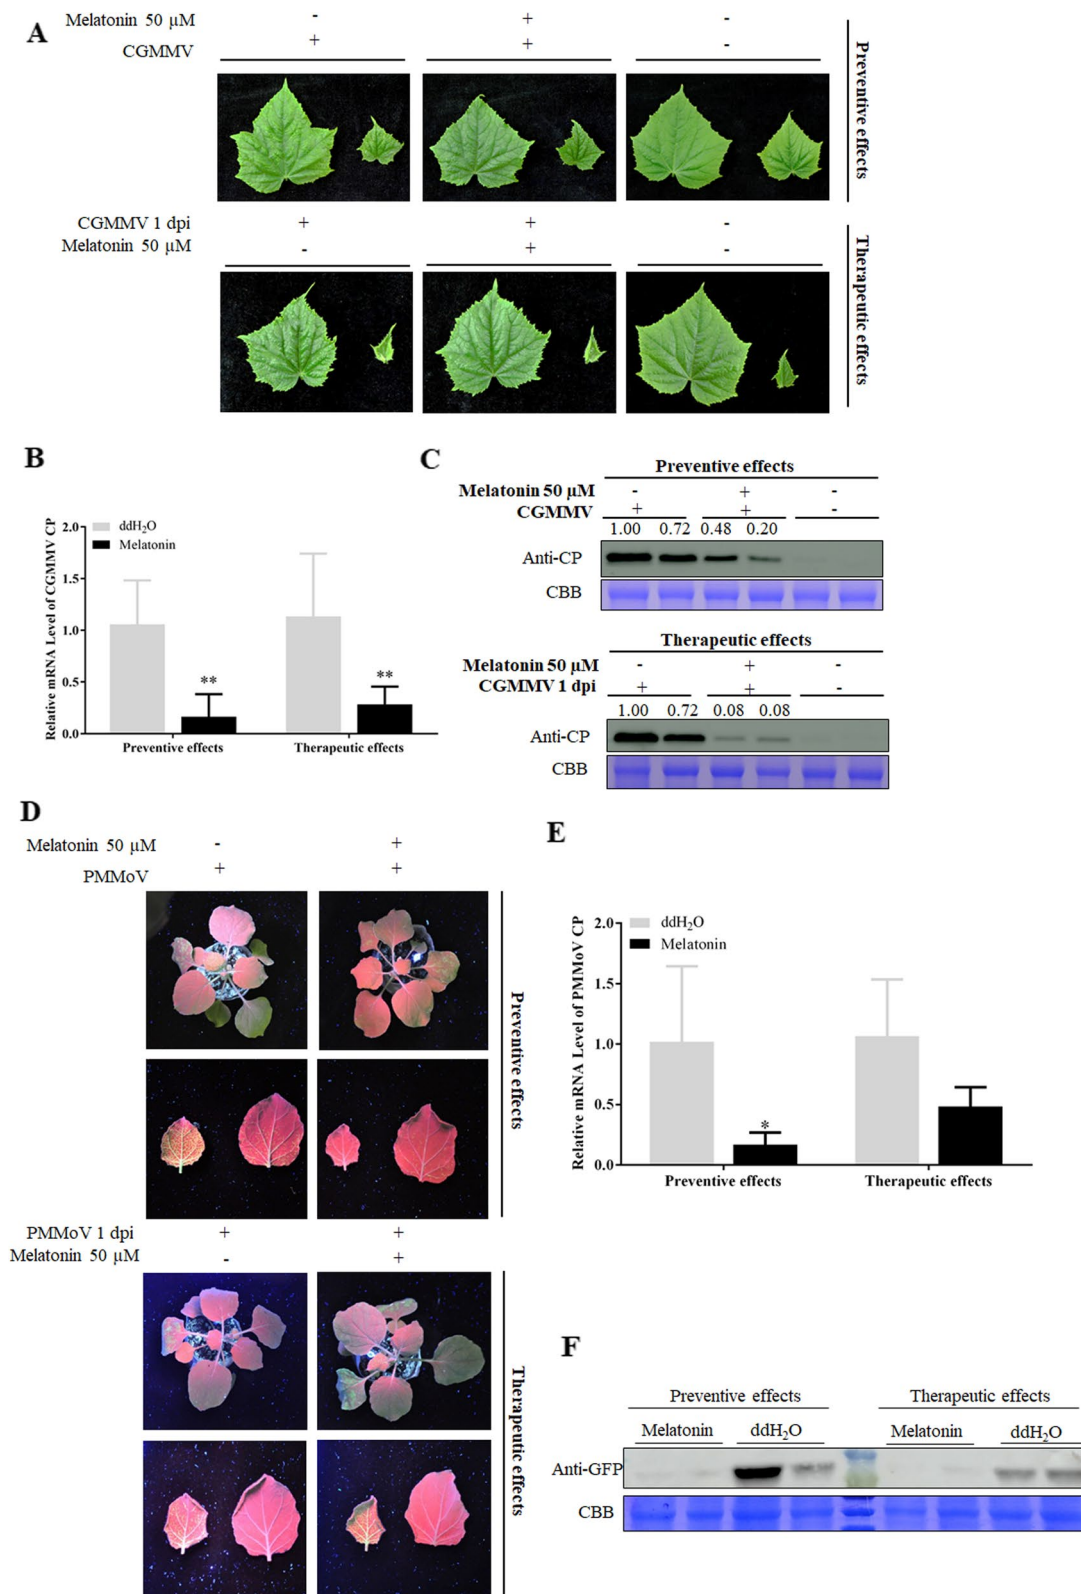 A
Melatonin 50 µM - + -
CGMMV + + -
Preventive effects
CGMMV 1 dpi + + -
Melatonin 50 µM - + -
Therapeutic effects
B
Relative mRNA Level of CGMMV CP
2.0
1.5
1.0
0.5
0.0
ddH₂O
Melatonin
**
**
Preventive effects Therapeutic effects
C
Preventive effects
Melatonin 50 µM - + -
CGMMV + + -
1.00 0.72 0.48 0.20
Anti-CP
CBB
Therapeutic effects
Melatonin 50 µM - + -
CGMMV 1 dpi + + -
1.00 0.72 0.08 0.08
Anti-CP
CBB
D
Melatonin 50 µM - +
PMMoV + +
Preventive effects
PMMoV 1 dpi + +
Melatonin 50 µM - +
Therapeutic effects
E
Relative mRNA Level of PMMoV CP
2.0
1.5
1.0
0.5
0.0
ddH₂O
Melatonin
*
Preventive effects Therapeutic effects
F
Preventive effects Therapeutic effects
Melatonin ddH₂O Melatonin ddH₂O
Anti-GFP
CBB